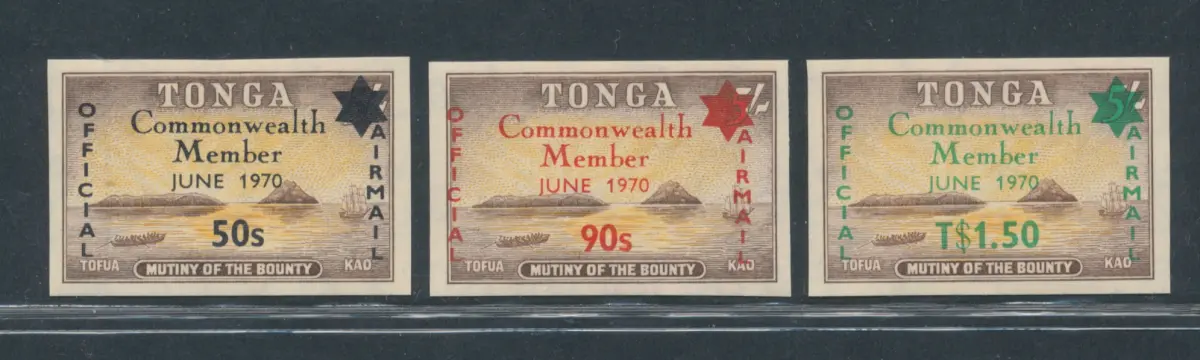 TONGA
Commonwealth
Member
JUNE 1970
50s
OFFICIAL
AIRMAIL
TOFUA
MUTINY OF THE BOUNTY
KAO
TONGA
5/-
Commonwealth
Member
JUNE 1970
90s
OFFICIAL
AIRMAIL
TOFUA
MUTINY OF THE BOUNTY
KAO
TONGA
5/-
Commonwealth
Member
JUNE 1970
T$1.50
OFFICIAL
AIRMAIL
TOFUA
MUTINY OF THE BOUNTY
KAO